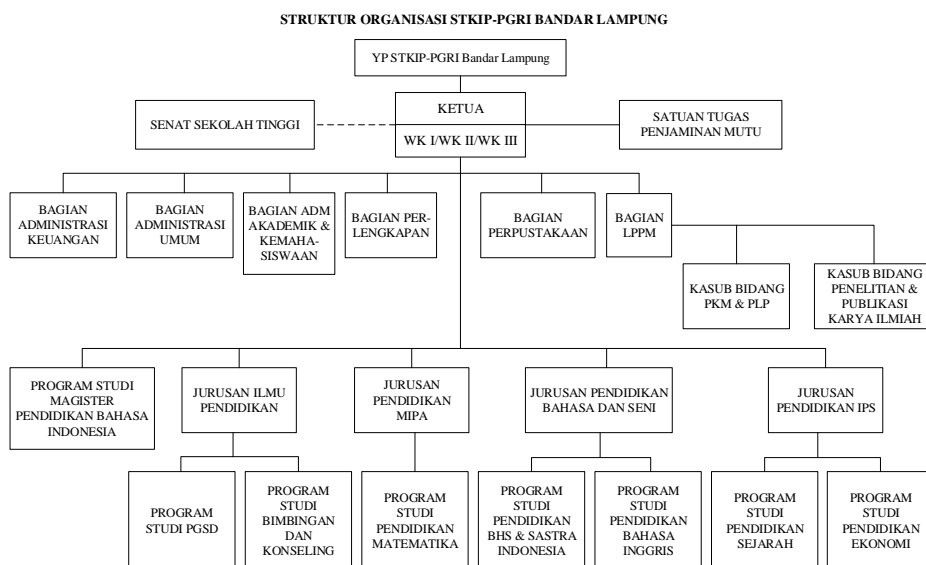 STRUKTUR ORGANISASI STKIP-PGRI BANDAR LAMPUNG
YP STKIP-PGRI Bandar Lampung
SENAT SEKOLAH TINGGI
KETUA
WK I/WK II/WK III
SATUAN TUGAS
PENJAMINAN MUTU
BAGIAN
ADMINISTRASI
KEUANGAN
BAGIAN
ADMINISTRASI
UMUM
BAGIAN ADM
AKADEMIK &
KEMAHA-
SISWAAN
BAGIAN PER-
LENGKAPAN
BAGIAN
PERPUSTAKAAN
BAGIAN
LPPM
KASUB BIDANG
PKM & PLP
KASUB BIDANG
PENELITIAN &
PUBLIKASI
KARYA ILMIAH
PROGRAM STUDI
MAGISTER
PENDIDIKAN BAHASA
INDONESIA
JURUSAN ILMU
PENDIDIKAN
JURUSAN
PENDIDIKAN
MIPA
JURUSAN PENDIDIKAN
BAHASA DAN SENI
JURUSAN
PENDIDIKAN IPS
PROGRAM
STUDI PGSD
PROGRAM
STUDI
BIMBINGAN
DAN
KONSELING
PROGRAM
STUDI
PENDIDIKAN
MATEMATIKA
PROGRAM
STUDI
PENDIDIKAN
BHS & SASTRA
INDONESIA
PROGRAM
STUDI
PENDIDIKAN
BAHASA
INGGRIS
PROGRAM
STUDI
PENDIDIKAN
SEJARAH
PROGRAM
STUDI
PENDIDIKAN
EKONOMI